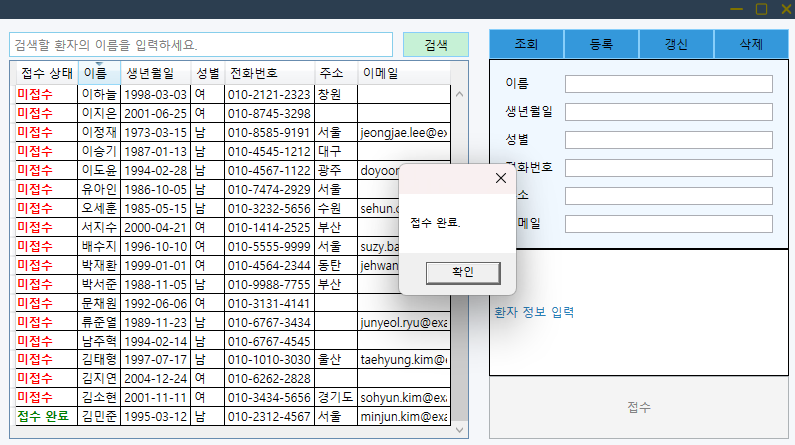 검색할 환자의 이름을 입력하세요. 검색
조회 등록 갱신 삭제
접수 상태 이름 생년월일 성별 전화번호 주소 이메일
미접수 이하늘 1998-03-03 여 010-2121-2323 창원
미접수 이지은 2001-06-25 여 010-8745-3298
미접수 이정재 1973-03-15 남 010-8585-9191 서울 jeongjae.lee@exa
미접수 이승기 1987-01-13 남 010-4545-1212 대구
미접수 이도윤 1994-02-28 남 010-4567-1122 광주 doyoon
미접수 유아인 1986-10-05 남 010-7474-2929 서울
미접수 오세훈 1985-05-15 남 010-3232-5656 수원 sehun.
미접수 서지수 2000-04-21 여 010-1414-2525 부산
미접수 배수지 1996-10-10 여 010-5555-9999 서울 suzy.ba
미접수 박재환 1999-01-01 여 010-4564-2344 동탄 jehwan
미접수 박서준 1988-11-05 남 010-9988-7755 부산
미접수 문채원 1992-06-06 여 010-3131-4141
미접수 류준열 1989-11-23 남 010-6767-3434 junyeol.ryu@exa
미접수 남주혁 1994-02-14 남 010-6767-4545
미접수 김태형 1997-07-17 남 010-1010-3030 울산 taehyung.kim@e
미접수 김지연 2004-12-24 여 010-6262-2828
미접수 김소현 2001-11-11 여 010-3434-5656 경기도 sohyun.kim@exa
접수 완료 김민준 1995-03-12 남 010-2312-4567 서울 minjun.kim@exa
이름
생년월일
성별
전화번호
소
메일
접수 완료.
확인
환자 정보 입력
접수